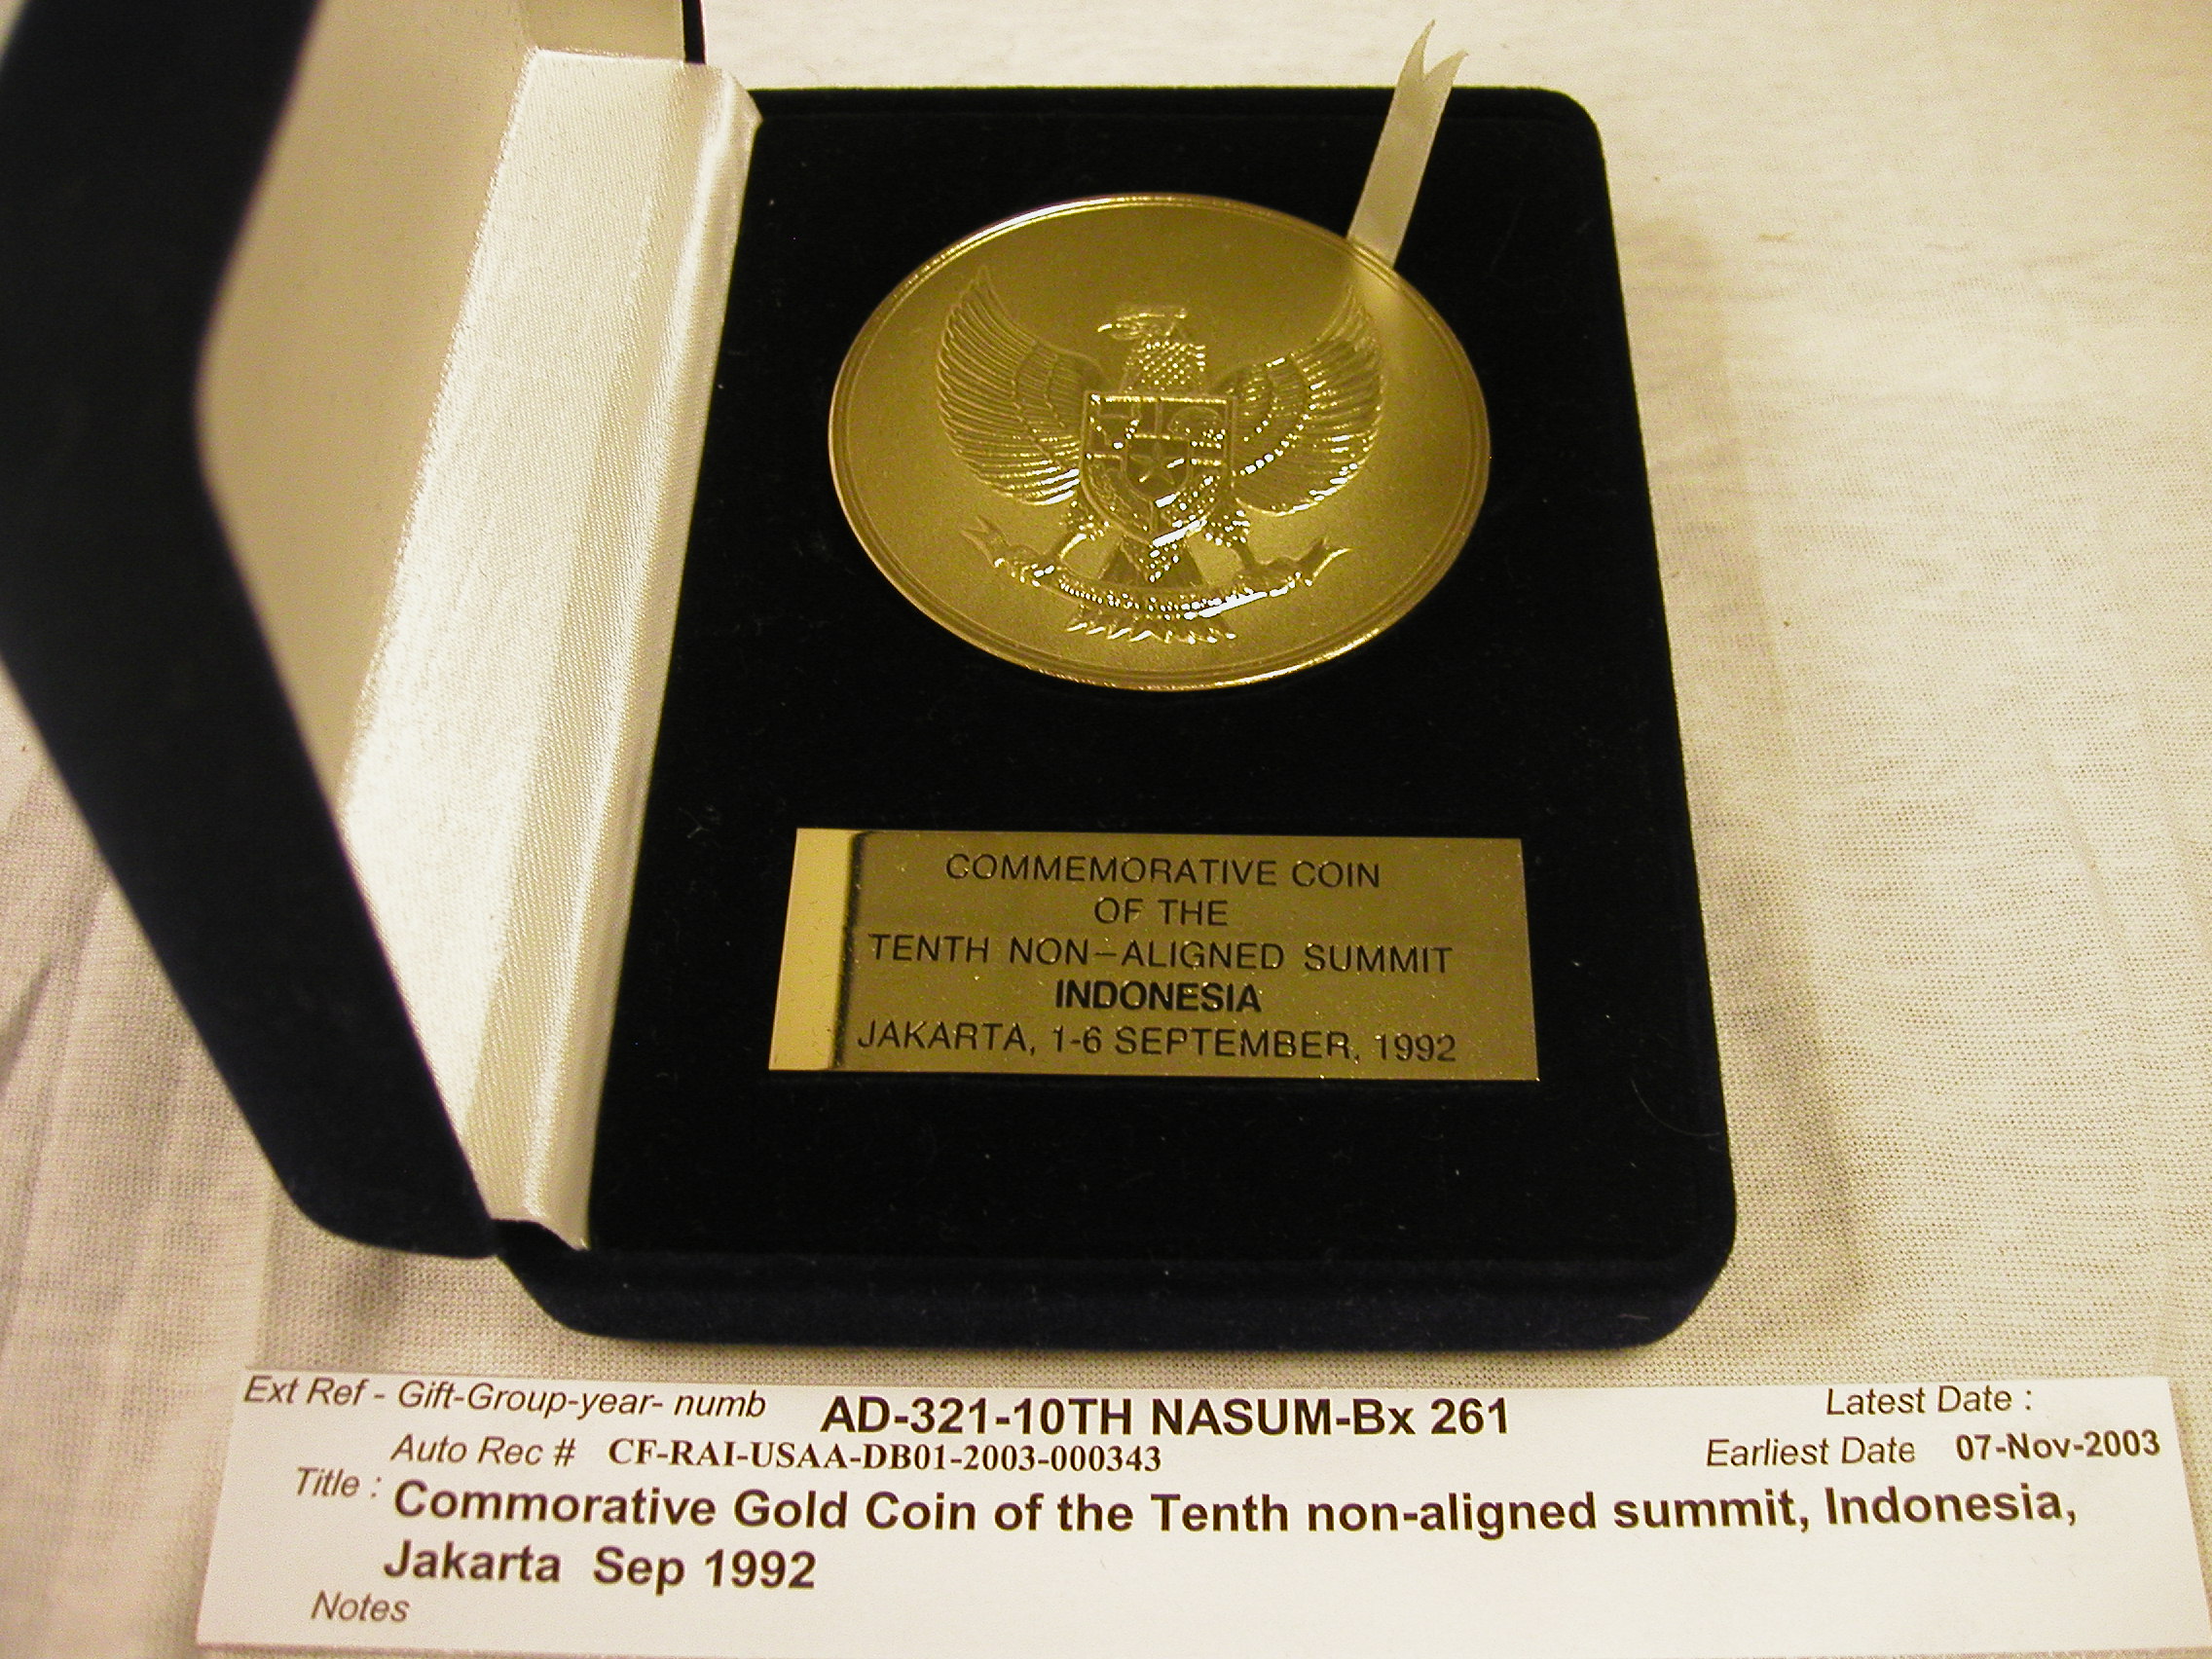 COMMEMORATIVE COIN
OF THE
TENTH NON-ALIGNED SUMMIT
INDONESIA
JAKARTA, 1-6 SEPTEMBER, 1992
Ext Ref - Gift-Group-year- numb AD-321-10TH NASUM-Bx 261 Latest Date :
Auto Rec # CF-RAI-USAA-DB01-2003-000343 Earliest Date 07-Nov-2003
Title : Commorative Gold Coin of the Tenth non-aligned summit, Indonesia,
Jakarta Sep 1992
Notes